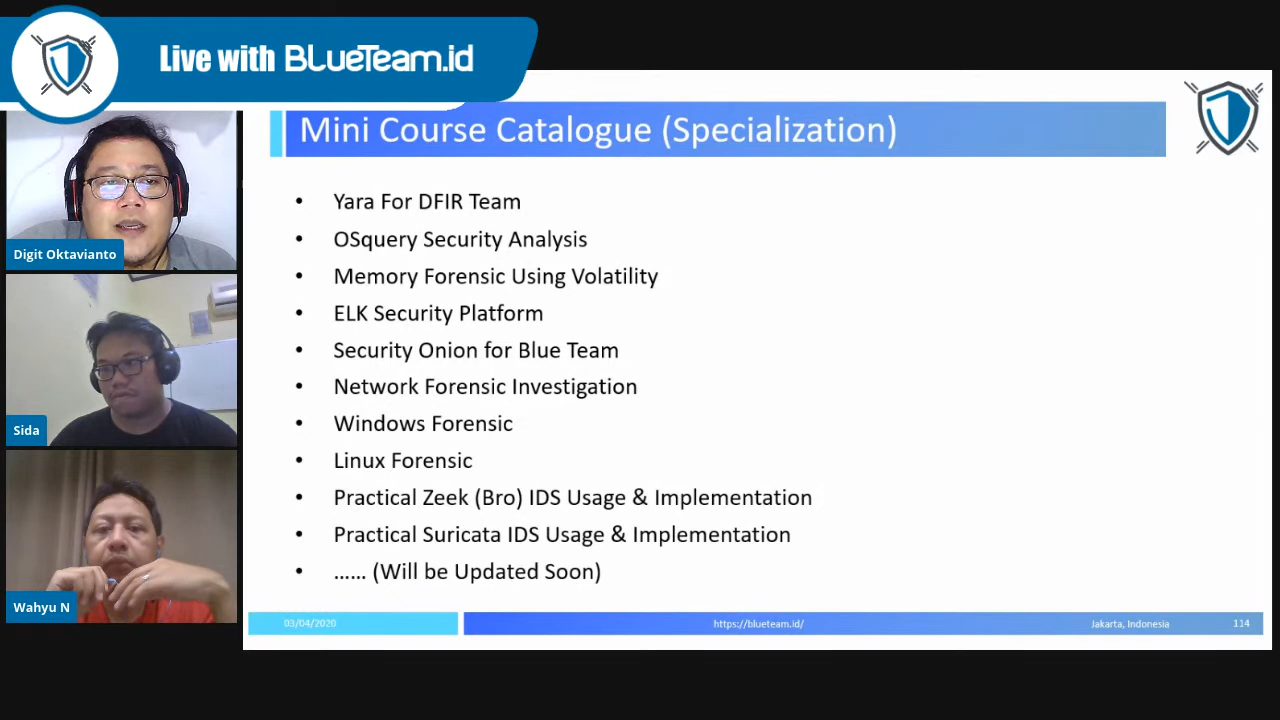 Live with BLUETEAM.id
Mini Course Catalogue (Specialization)
• Yara For DFIR Team
• OSquery Security Analysis
• Memory Forensic Using Volatility
• ELK Security Platform
• Security Onion for Blue Team
• Network Forensic Investigation
• Windows Forensic
• Linux Forensic
• Practical Zeek (Bro) IDS Usage & Implementation
• Practical Suricata IDS Usage & Implementation
• …… (Will be Updated Soon)
Digit Oktavianto
Sida
Wahyu N
03/04/2020
https://blueteam.id/
Jakarta, Indonesia
114